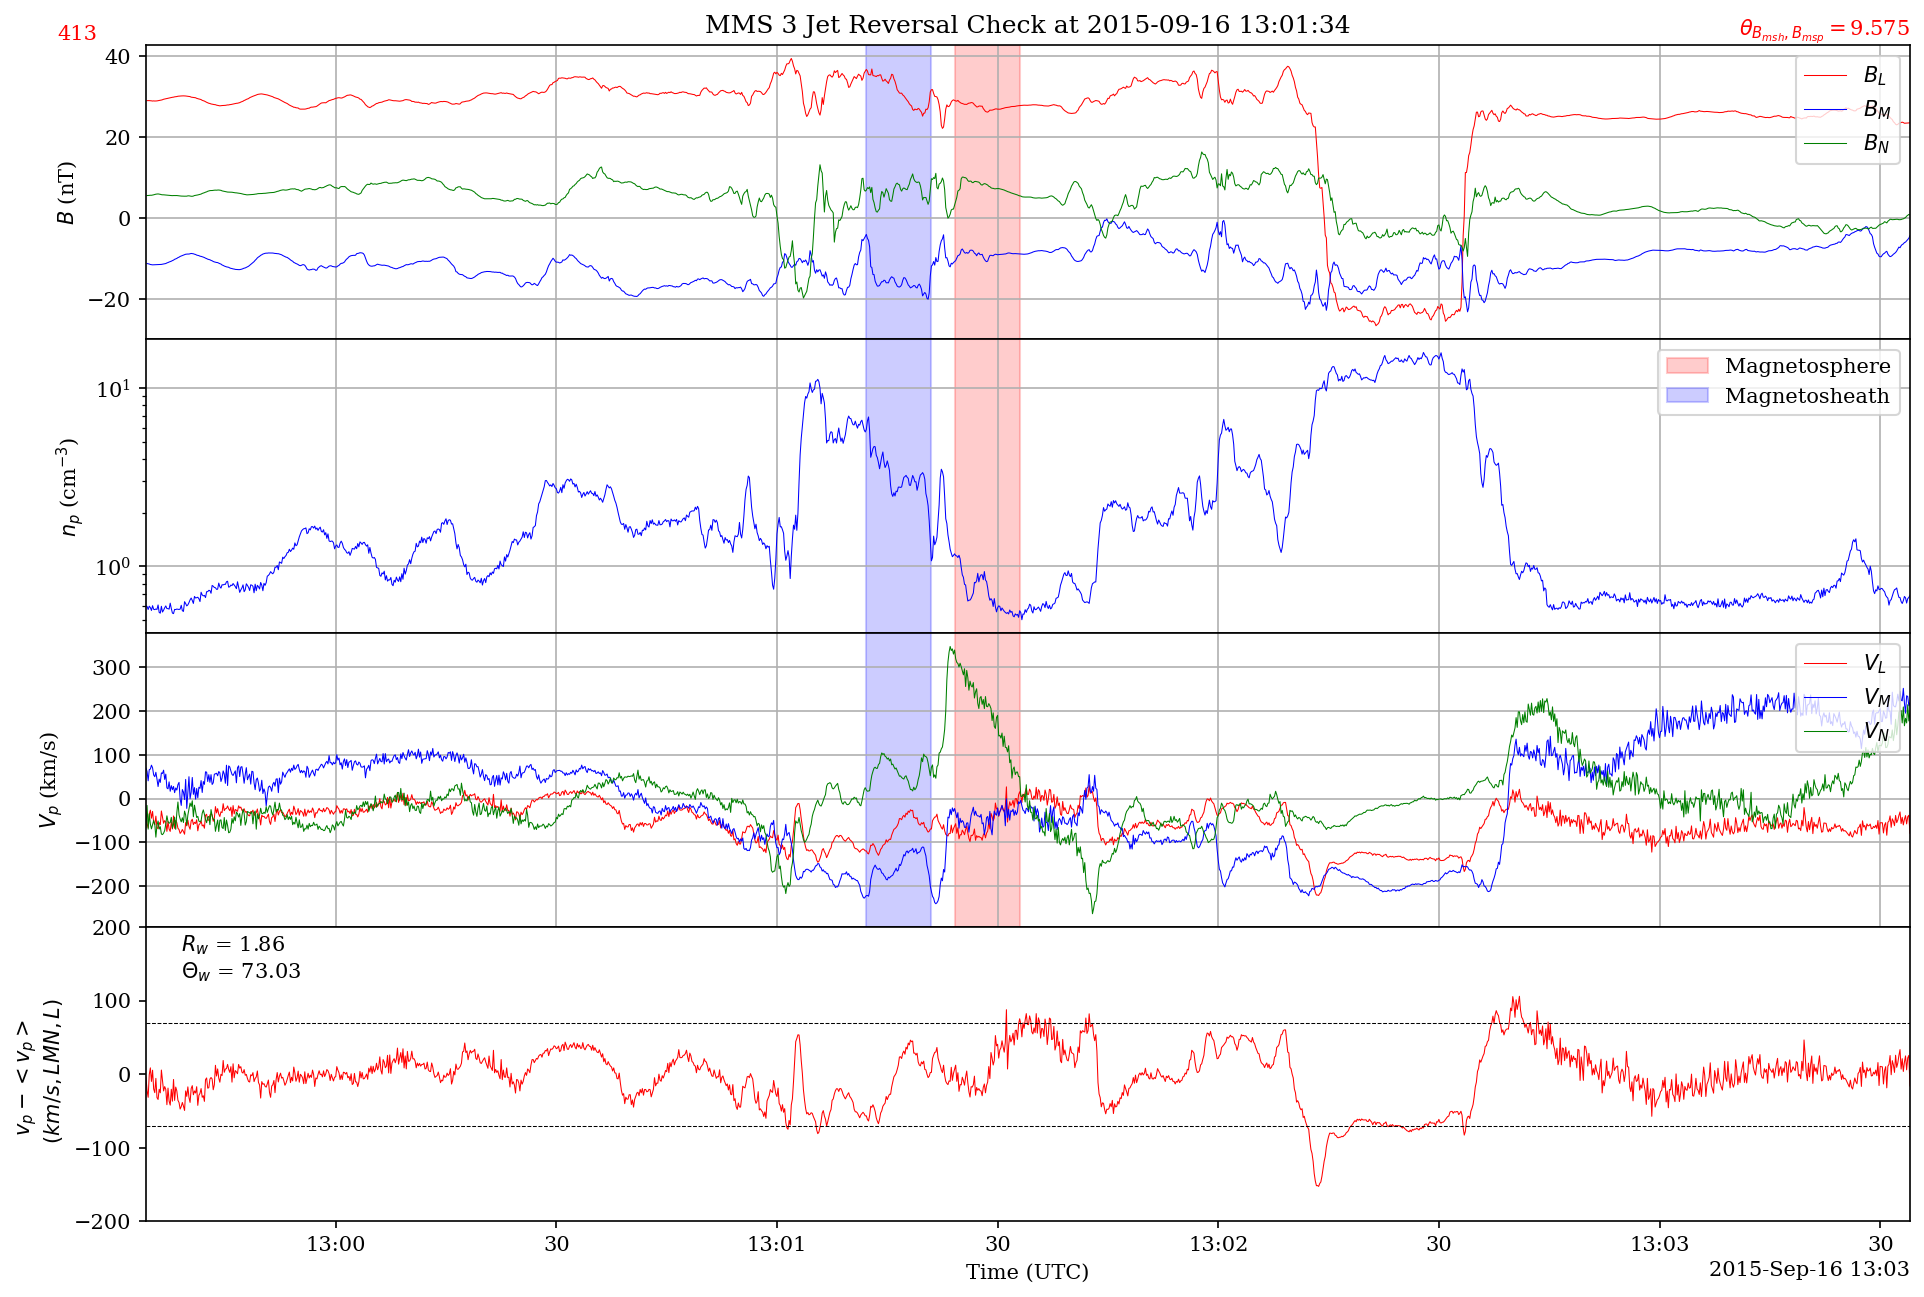 MMS 3 Jet Reversal Check at 2015-09-16 13:01:34
413
θ_{B_{msh}, B_{msp}} = 9.575
40
20
0
−20
B (nT)
B_L
B_M
B_N
10^1
10^0
n_p (cm^{−3})
Magnetosphere
Magnetosheath
300
200
100
0
−100
−200
V_p (km/s)
V_L
V_M
V_N
200
100
0
−100
−200
v_p − < v_p >
(km/s, LMN, L)
R_w = 1.86
Θ_w = 73.03
13:00 30 13:01 30 13:02 30 13:03 30
Time (UTC)
2015-Sep-16 13:03